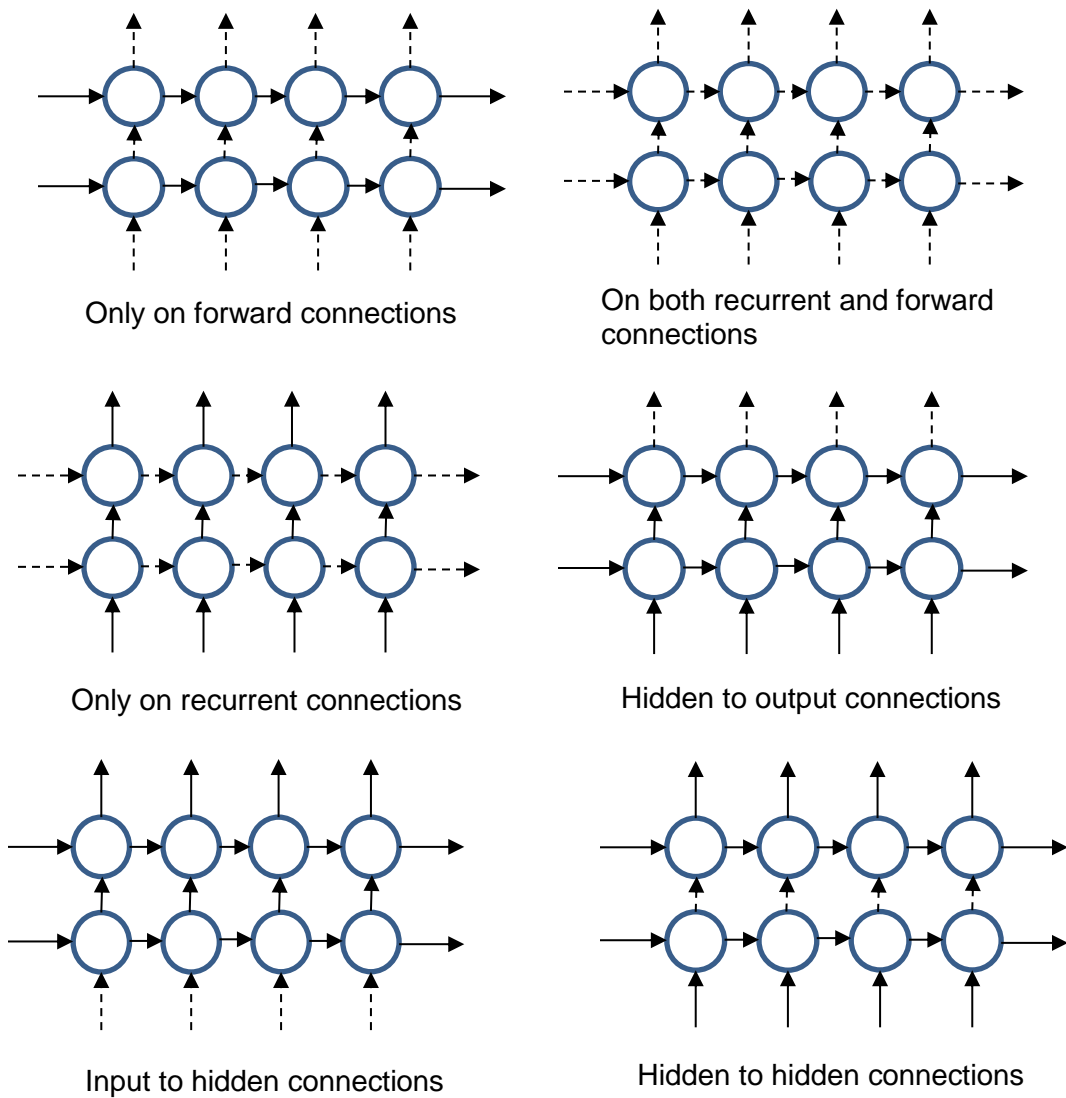 Only on forward connections
On both recurrent and forward
connections
Only on recurrent connections
Hidden to output connections
Input to hidden connections
Hidden to hidden connections